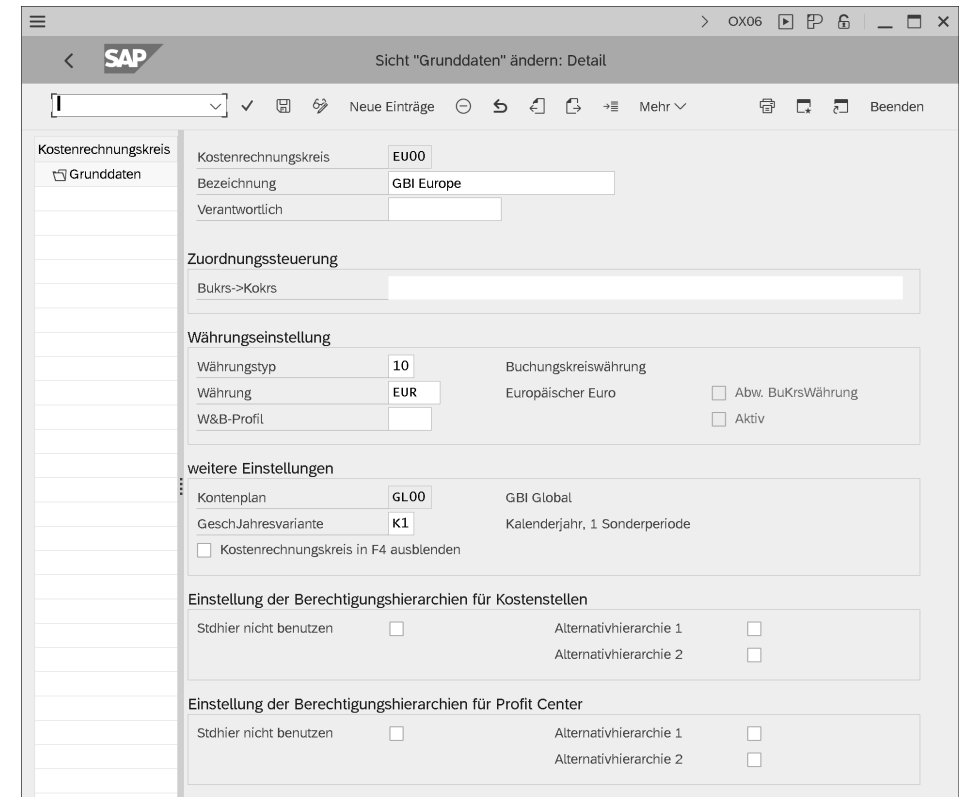 OX06
SAP
Sicht "Grunddaten" ändern: Detail
Neue Einträge Mehr Beenden
Kostenrechnungskreis
Grunddaten
Kostenrechnungskreis EU00
Bezeichnung GBI Europe
Verantwortlich
Zuordnungssteuerung
Bukrs->Kokrs
Währungseinstellung
Währungstyp 10 Buchungskreiswährung
Währung EUR Europäischer Euro Abw. BuKrsWährung
W&B-Profil Aktiv
weitere Einstellungen
Kontenplan GL00 GBI Global
GeschJahresvariante K1 Kalenderjahr, 1 Sonderperiode
Kostenrechnungskreis in F4 ausblenden
Einstellung der Berechtigungshierarchien für Kostenstellen
Stdhier nicht benutzen Alternativhierarchie 1
Alternativhierarchie 2
Einstellung der Berechtigungshierarchien für Profit Center
Stdhier nicht benutzen Alternativhierarchie 1
Alternativhierarchie 2